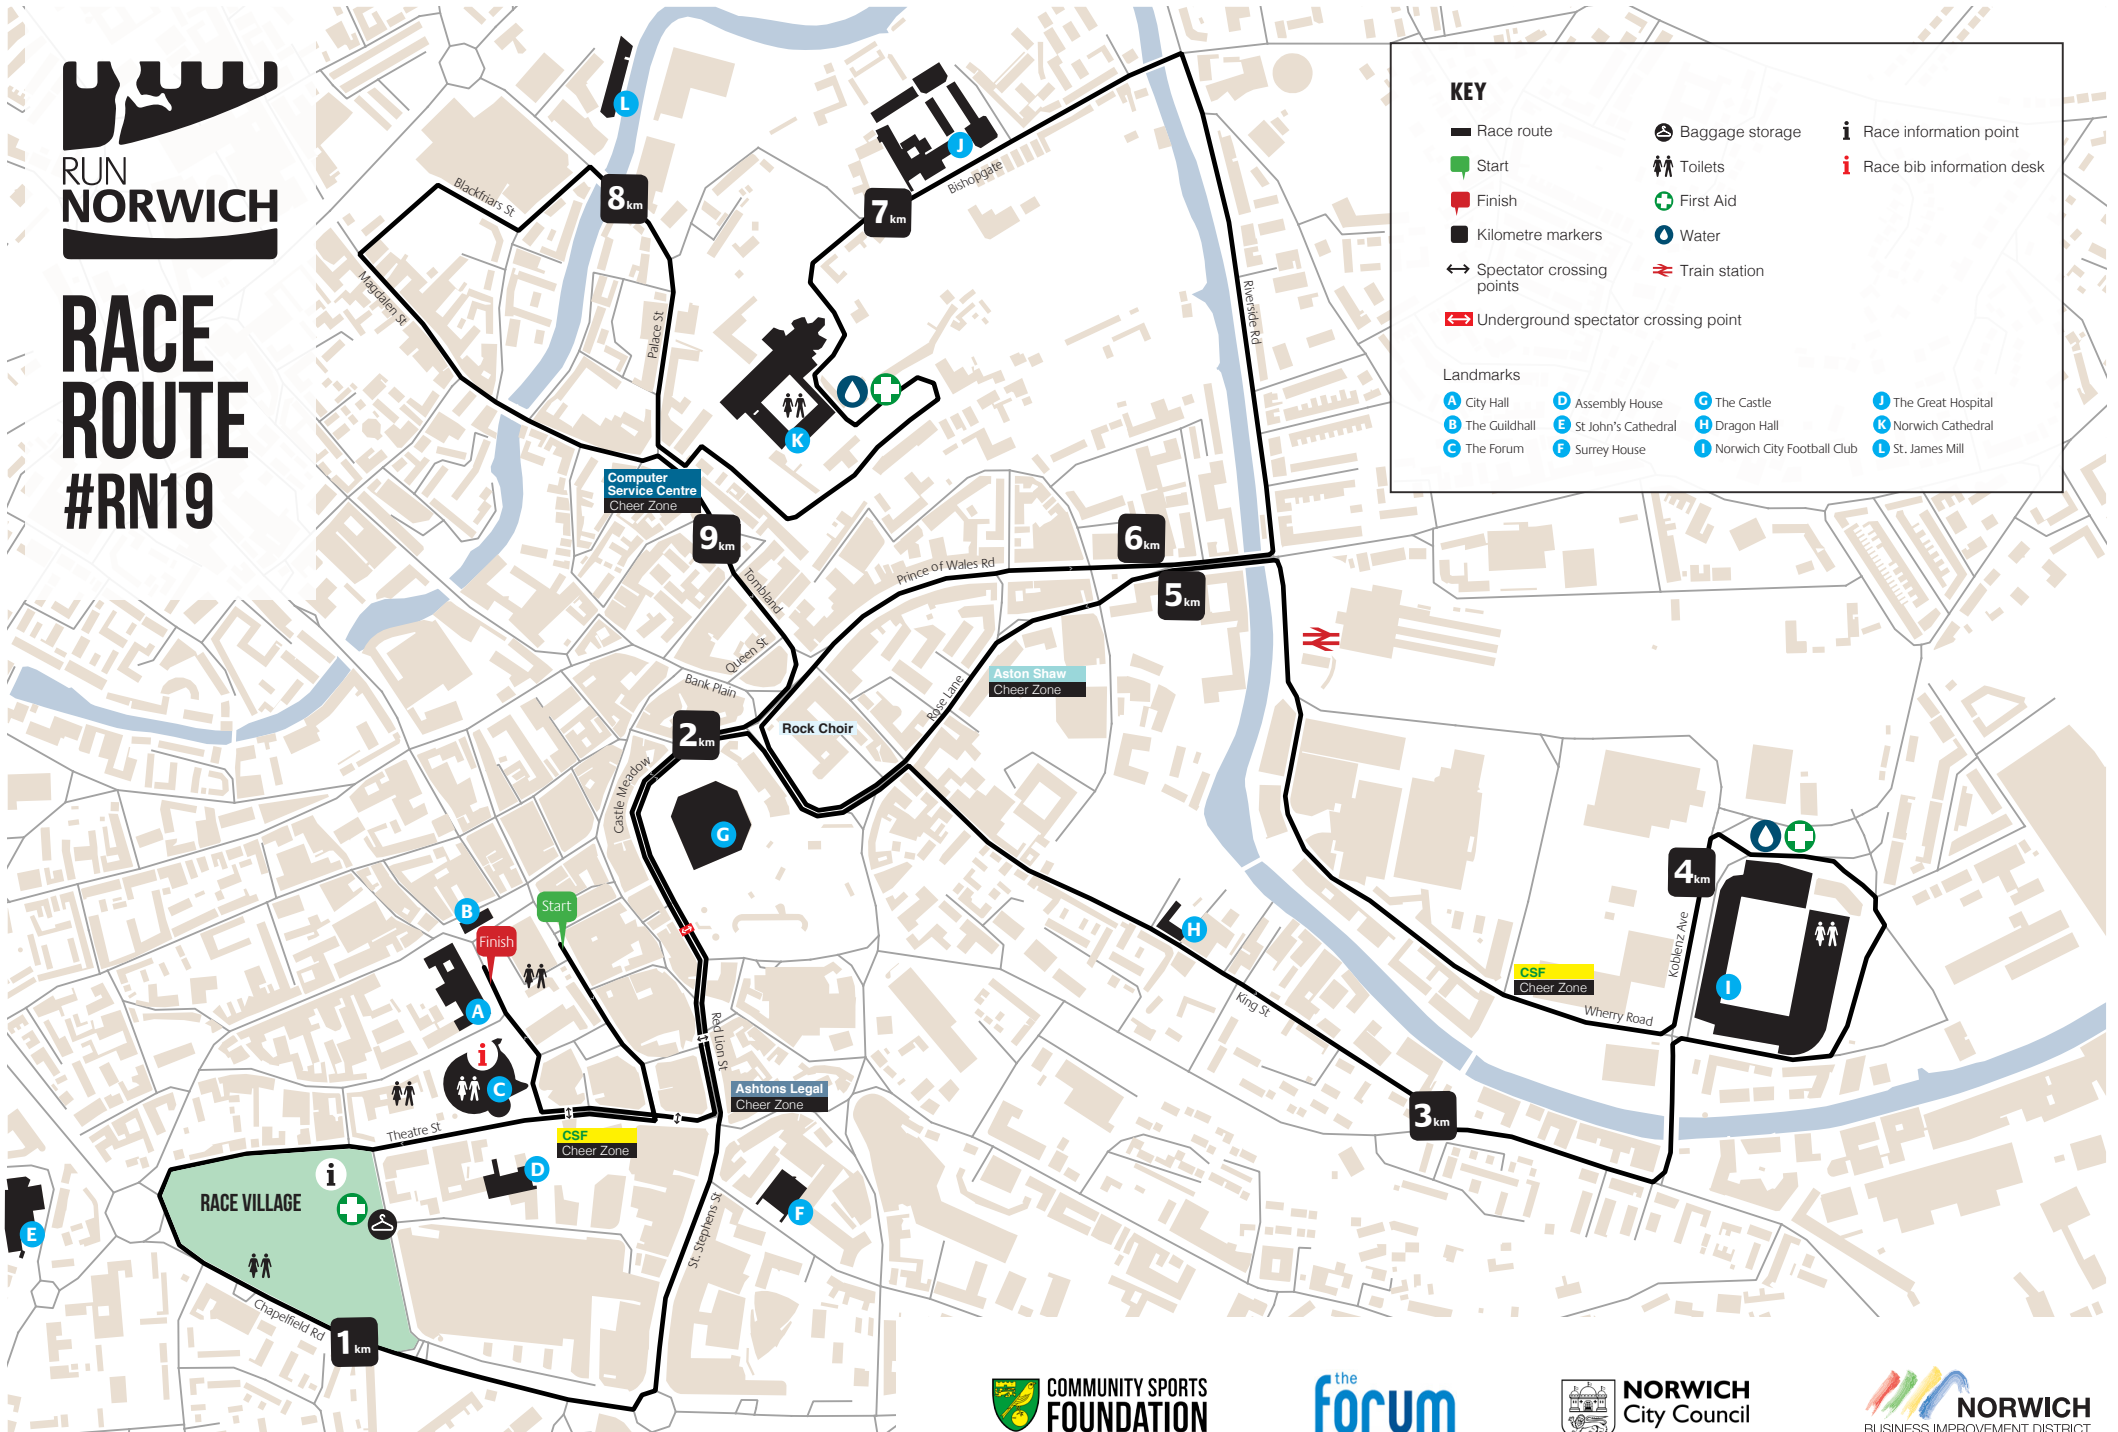 RUN
NORWICH
RACE
ROUTE
#RN19
KEY
Race route
Start
Finish
Kilometre markers
Spectator crossing
points
Underground spectator crossing point
Baggage storage
Toilets
First Aid
Water
Train station
i Race information point
i Race bib information desk
Landmarks
A City Hall
B The Guildhall
C The Forum
D Assembly House
E St John's Cathedral
F Surrey House
G The Castle
H Dragon Hall
I Norwich City Football Club
J The Great Hospital
K Norwich Cathedral
L St. James Mill
L
J
Bishopgate
7km
8km
Blackfriars St
Magdalen St
Palace St
Riverside Rd
K
Computer
Service Centre
Cheer Zone
9km
Tombland
Prince of Wales Rd
6km
5km
Queen St
Bank Plain
Aston Shaw
Cheer Zone
Rose Lane
2km
Rock Choir
Castle Meadow
G
4km
B
Start
Finish
H
Koblenz Ave
I
CSF
Cheer Zone
Wherry Road
A
King St
Red Lion St
i
C
Ashtons Legal
Cheer Zone
3km
Theatre St
CSF
Cheer Zone
D
i
RACE VILLAGE
F
E
St. Stephens St
Chapelfield Rd
1km
COMMUNITY SPORTS
FOUNDATION
the
forum
NORWICH
City Council
NORWICH
BUSINESS IMPROVEMENT DISTRICT